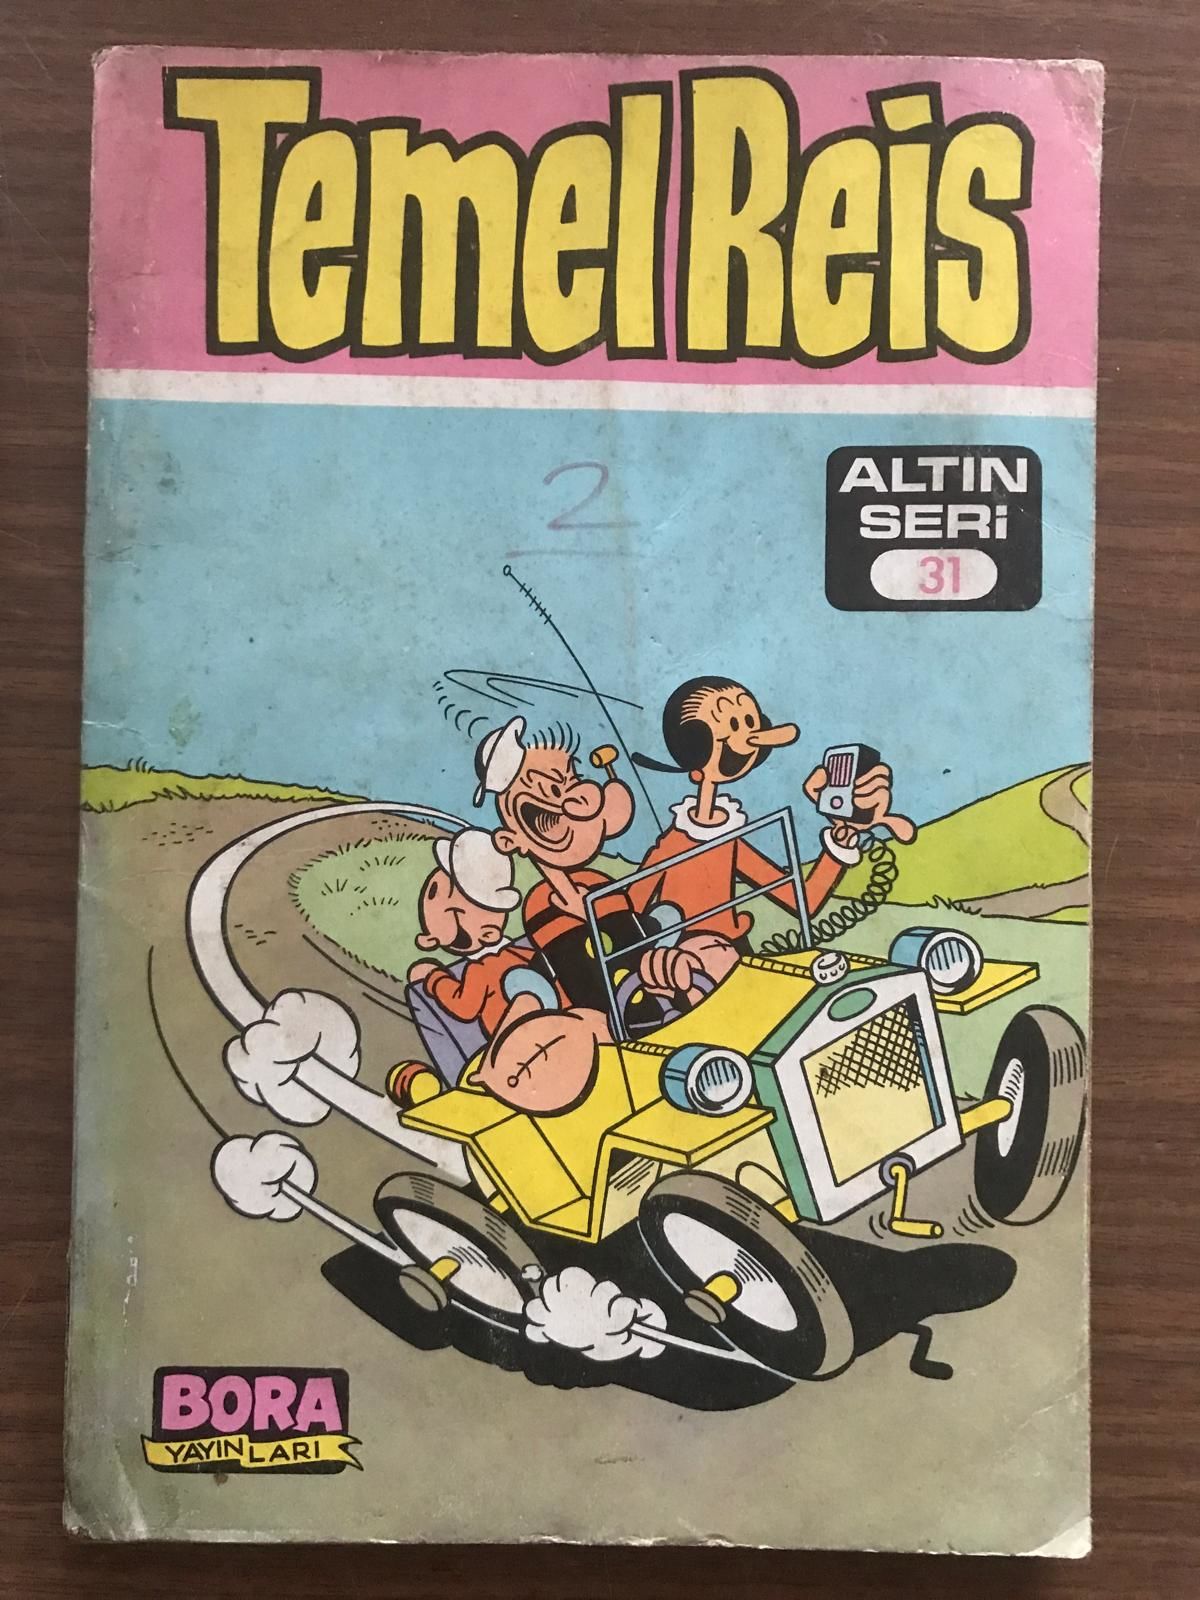 Temel Reis
2
ALTIN
SERİ
31
BORA
YAYINLARI